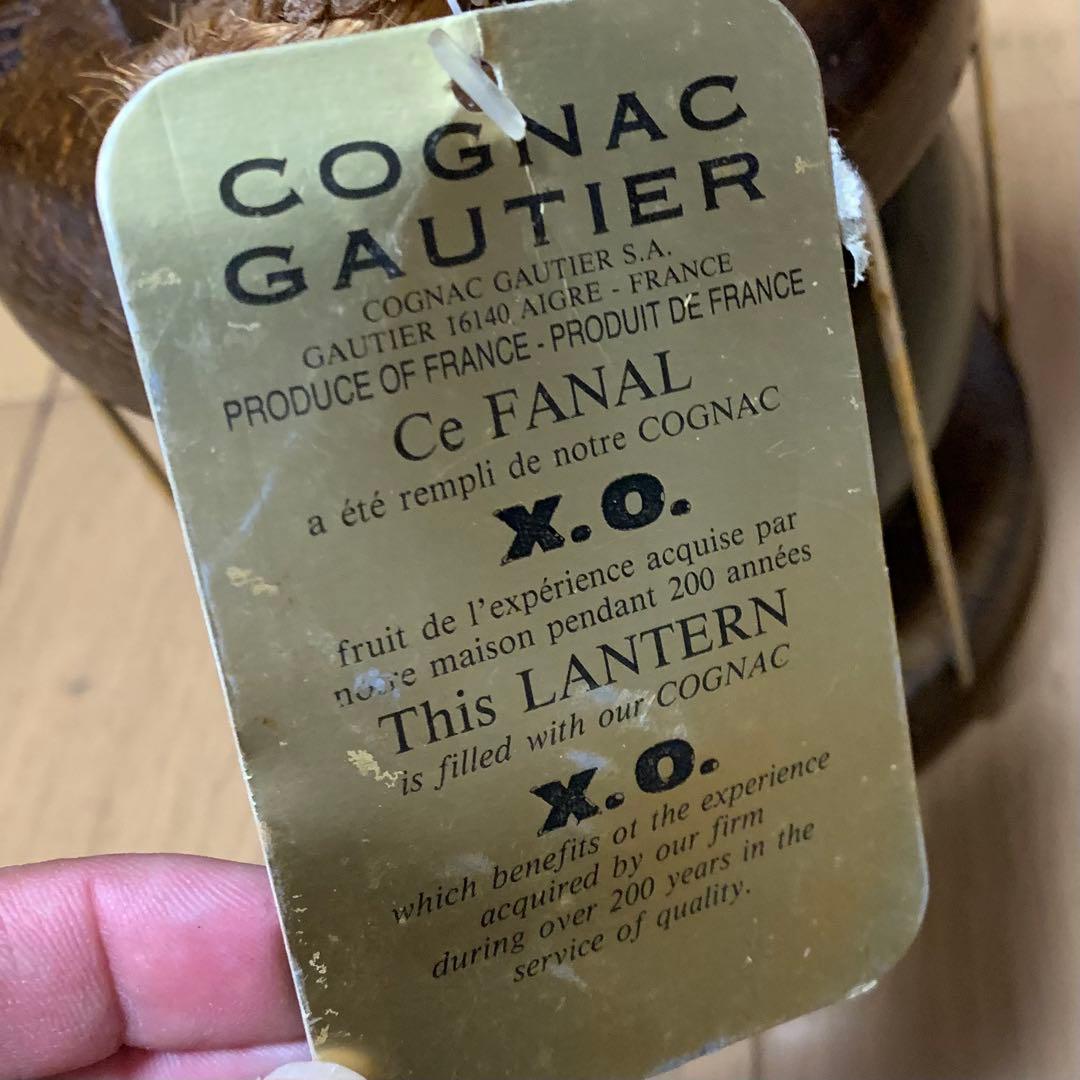 COGNAC
GAUTIER
COGNAC GAUTIER S.A.
GAUTIER 16140 AIGRE - FRANCE
PRODUCE OF FRANCE - PRODUIT DE FRANCE
Ce FANAL
a été rempli de notre COGNAC
X.O.
fruit de l'expérience acquise par
notre maison pendant 200 années
This LANTERN
is filled with our COGNAC
X.O.
which benefits ot the experience
acquired by our firm
during over 200 years in the
service of quality.